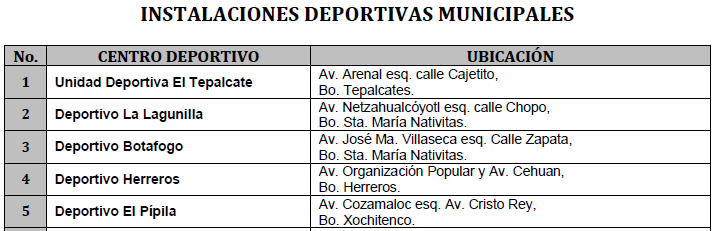 INSTALACIONES DEPORTIVAS MUNICIPALES
No. CENTRO DEPORTIVO UBICACIÓN
1 Unidad Deportiva El Tepalcate Av. Arenal esq. calle Cajetito,
Bo. Tepalcates.
2 Deportivo La Lagunilla Av. Netzahualcóyotl esq. calle Chopo,
Bo. Sta. María Nativitas.
3 Deportivo Botafogo Av. José Ma. Villaseca esq. Calle Zapata,
Bo. Sta. María Nativitas.
4 Deportivo Herreros Av. Organización Popular y Av. Cehuan,
Bo. Herreros.
5 Deportivo El Pípila Av. Cozamaloc esq. Av. Cristo Rey,
Bo. Xochitenco.